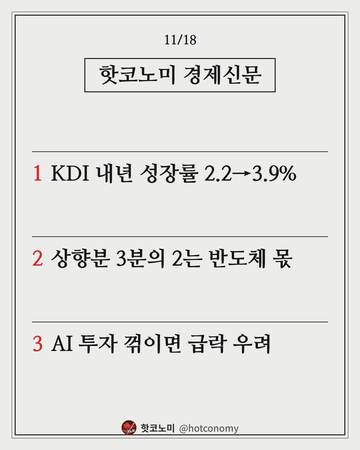 11/18
핫코노미 경제신문
1 KDI 내년 성장률 2.2→3.9%
2 상향분 3분의 2는 반도체 몫
3 AI 투자 꺾이면 급락 우려
핫코노미 @hotconomy